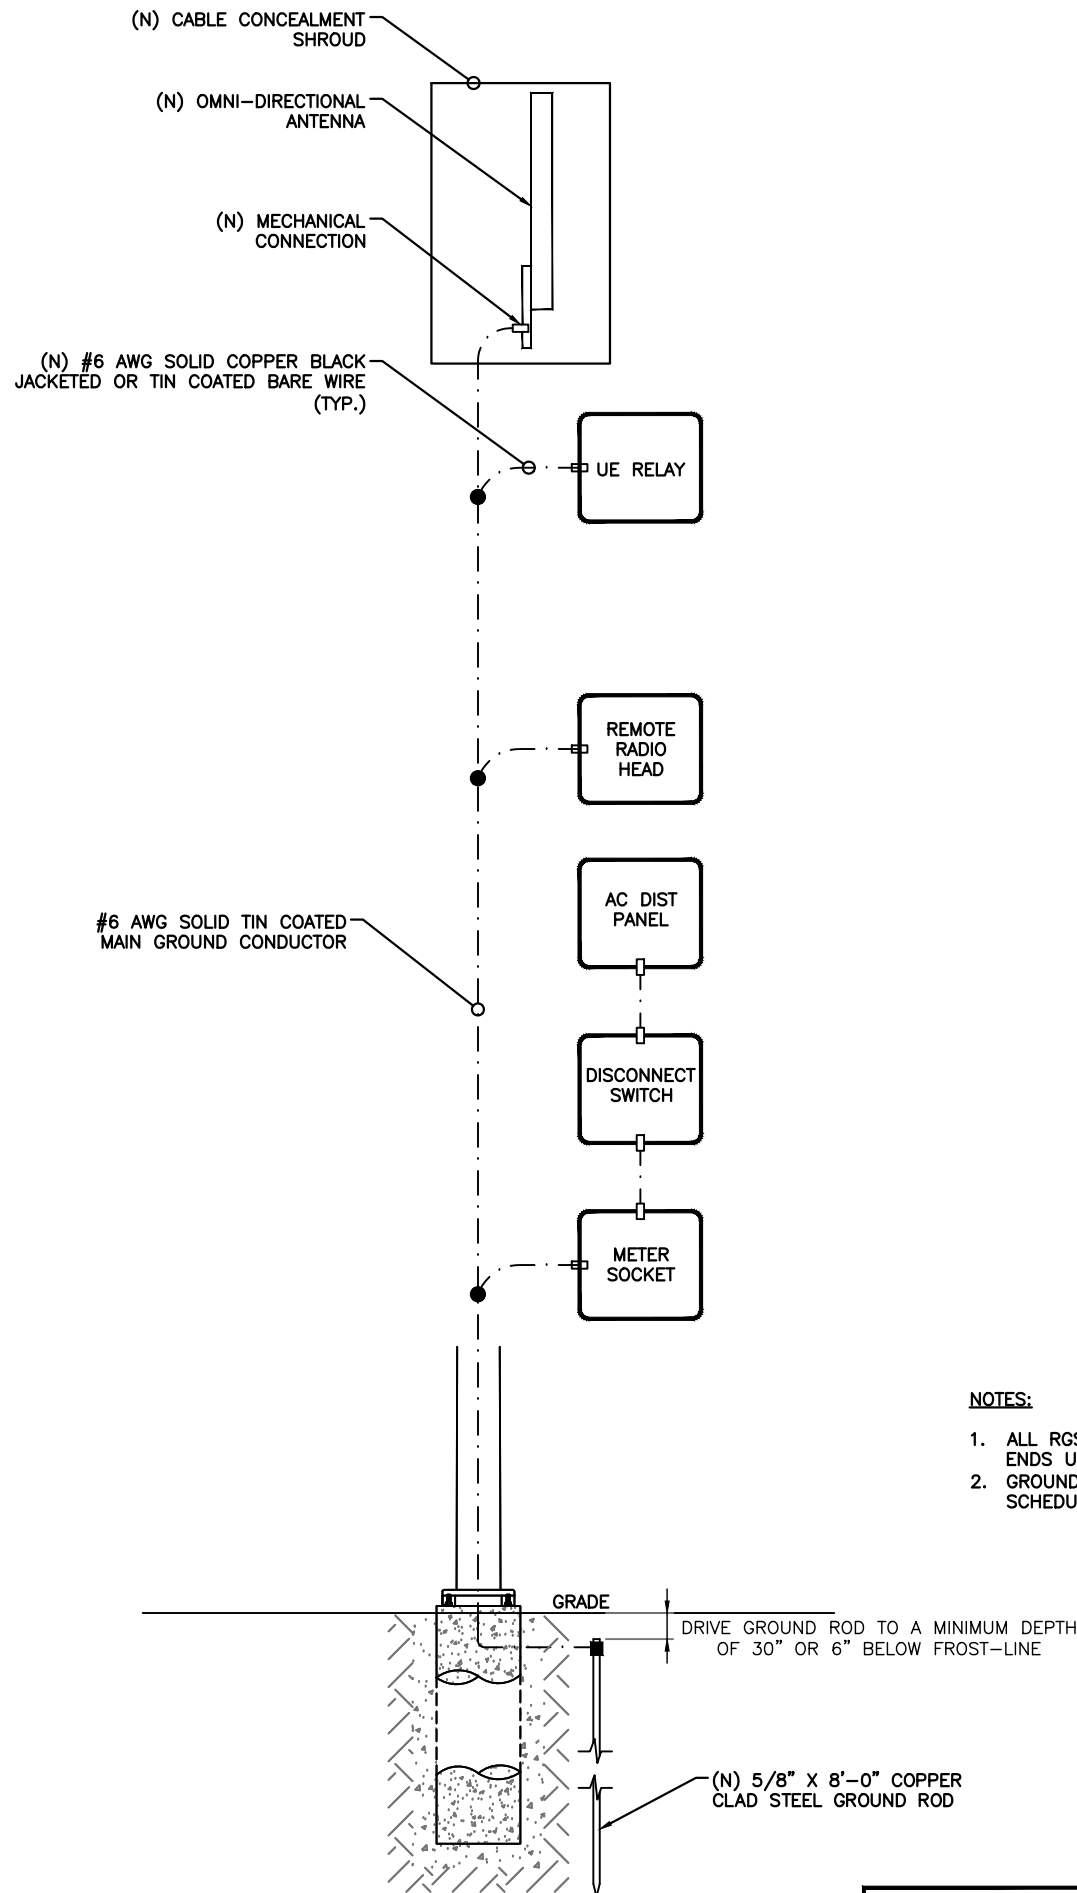 (N) CABLE CONCEALMENT
SHROUD
(N) OMNI-DIRECTIONAL
ANTENNA
(N) MECHANICAL
CONNECTION
(N) #6 AWG SOLID COPPER BLACK
JACKETED OR TIN COATED BARE WIRE
(TYP.)
UE RELAY
REMOTE
RADIO
HEAD
AC DIST
PANEL
#6 AWG SOLID TIN COATED
MAIN GROUND CONDUCTOR
DISCONNECT
SWITCH
METER
SOCKET
NOTES:
1. ALL
ENDS
2. GROUND
GRADE
DRIVE GROUND ROD TO A MINIMUM DEPTH
OF 30" OR 6" BELOW FROST-LINE
(N) 5/8" X 8'-0" COPPER
CLAD STEEL GROUND ROD